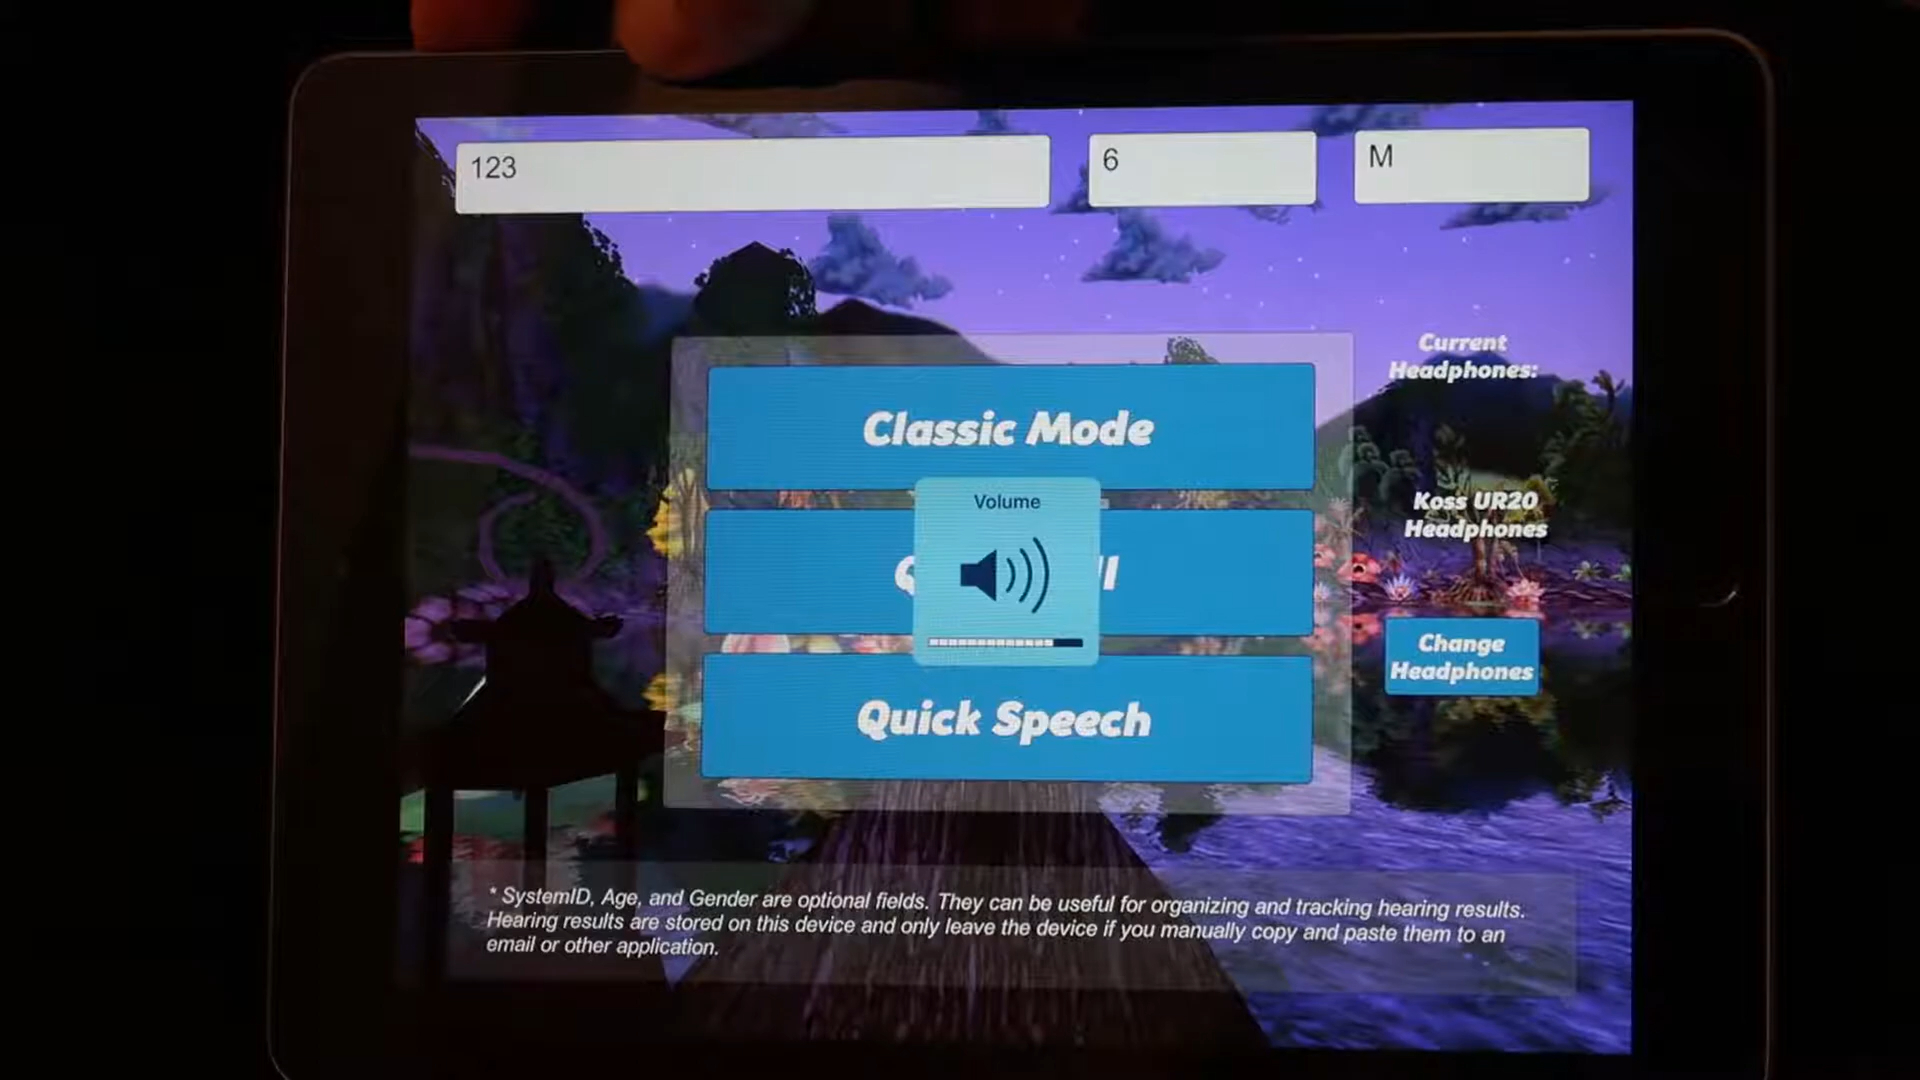 123
6
M
Current
Headphones:
Classic Mode
Volume
Koss UR20
Headphones
Change
Headphones
Quick Speech
* SystemID, Age, and Gender are optional fields. They can be useful for organizing and tracking hearing results.
Hearing results are stored on this device and only leave the device if you manually copy and paste them to an
email or other application.